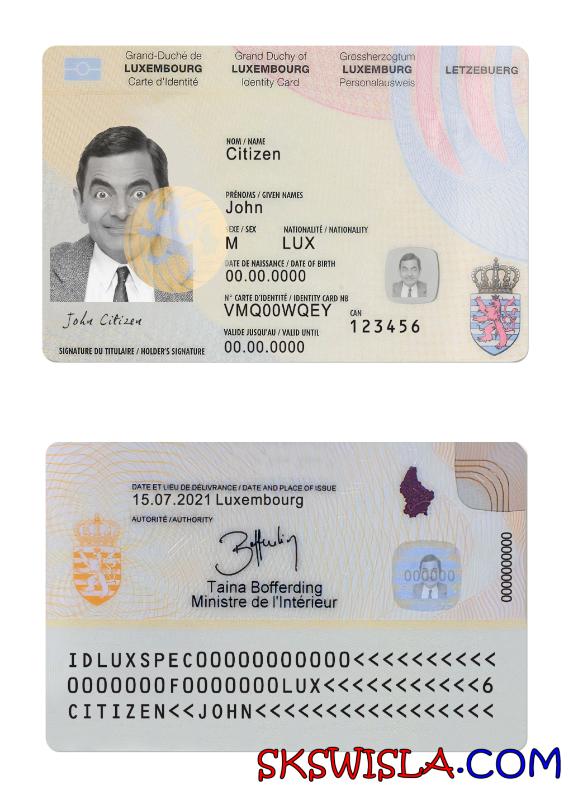 Grand-Duché de Grand Duchy of Grossherzogtum
LUXEMBOURG LUXEMBOURG LUXEMBURG LETZEBUERG
Carte d'Identité Identity Card Personalausweis
NOM / NAME
Citizen
PRÉNOMS / GIVEN NAMES
John
SEXE / SEX NATIONALITÉ / NATIONALITY
M LUX
DATE DE NAISSANCE / DATE OF BIRTH
00.00.0000
N° CARTE D'IDENTITÉ / IDENTITY CARD NB
VMQ00WQEY CAN
123456
VALIDE JUSQU'AU / VALID UNTIL
00.00.0000
John Citizen
SIGNATURE DU TITULAIRE / HOLDER'S SIGNATURE
DATE ET LIEU DE DÉLIVRANCE / DATE AND PLACE OF ISSUE
15.07.2021 Luxembourg
AUTORITÉ / AUTHORITY
Bofferding
Taina Bofferding
Ministre de l'Intérieur
000000
00000000000
IDLUXSPEC00000000000<<<<<<<<<<
0000000F0000000LUX<<<<<<<<<<<6
CITIZEN<<JOHN<<<<<<<<<<<<<<<<<
SKSWISLA.COM